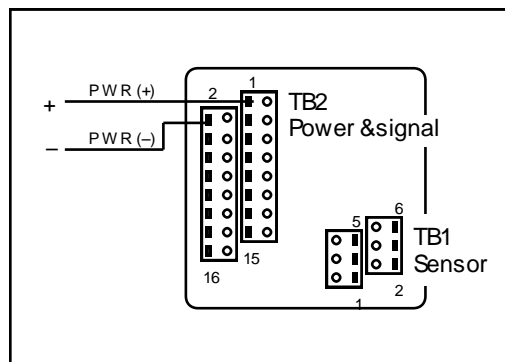 + PWR (+)
– PWR (–)
2
1
TB2
Power &signal
16
15
5
6
TB1
Sensor
1
2